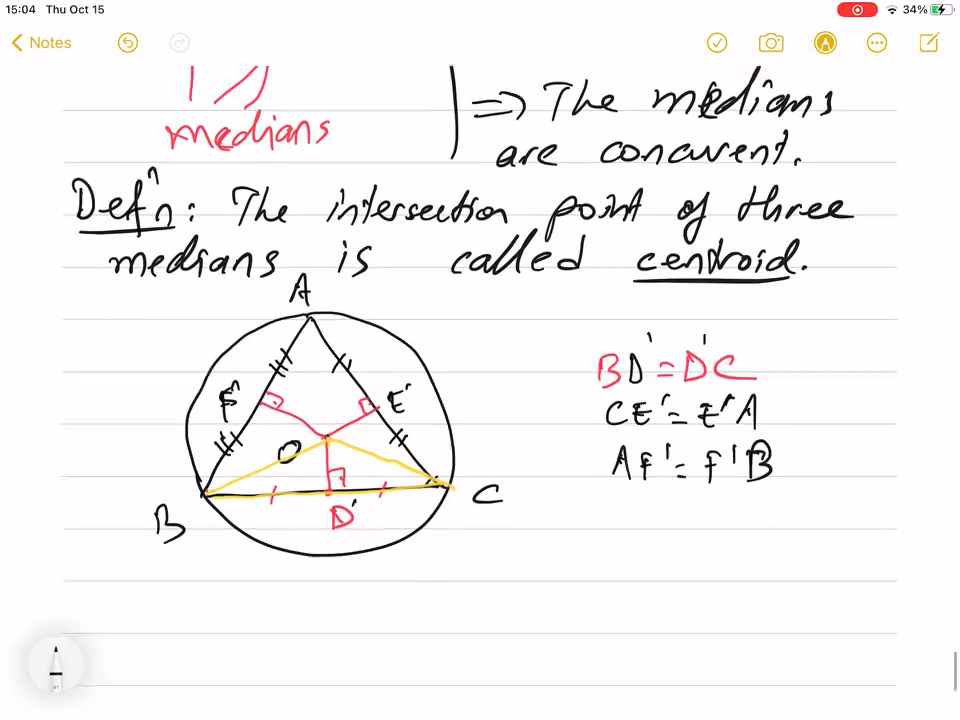 15:04 Thu Oct 15
34%
Notes
medians
=> The medians
are concurrent.
Defⁿn: The intersection point of three
medians is called centroid.
A
F' E'
O
B D' C
BD' = D'C
CE' = E'A
AF' = F'B